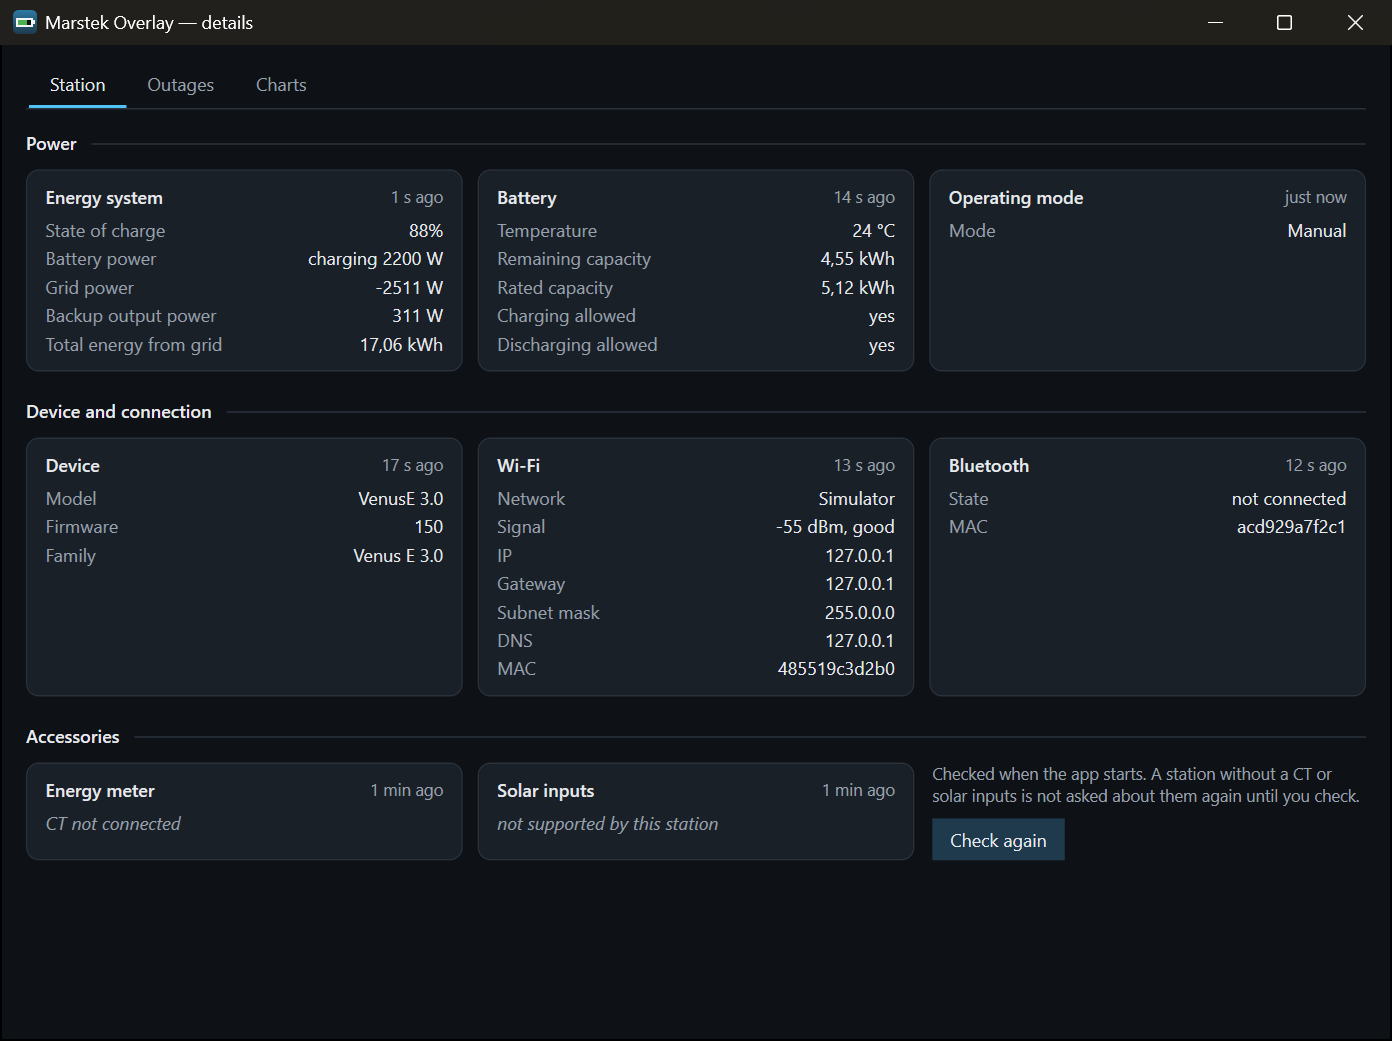 Marstek Overlay — details
Station Outages Charts
Power
Energy system 1 s ago
State of charge 88%
Battery power charging 2200 W
Grid power -2511 W
Backup output power 311 W
Total energy from grid 17,06 kWh
Battery 14 s ago
Temperature 24 °C
Remaining capacity 4,55 kWh
Rated capacity 5,12 kWh
Charging allowed yes
Discharging allowed yes
Operating mode just now
Mode Manual
Device and connection
Device 17 s ago
Model VenusE 3.0
Firmware 150
Family Venus E 3.0
Wi-Fi 13 s ago
Network Simulator
Signal -55 dBm, good
IP 127.0.0.1
Gateway 127.0.0.1
Subnet mask 255.0.0.0
DNS 127.0.0.1
MAC 485519c3d2b0
Bluetooth 12 s ago
State not connected
MAC acd929a7f2c1
Accessories
Energy meter 1 min ago
CT not connected
Solar inputs 1 min ago
not supported by this station
Checked when the app starts. A station without a CT or
solar inputs is not asked about them again until you check.
Check again